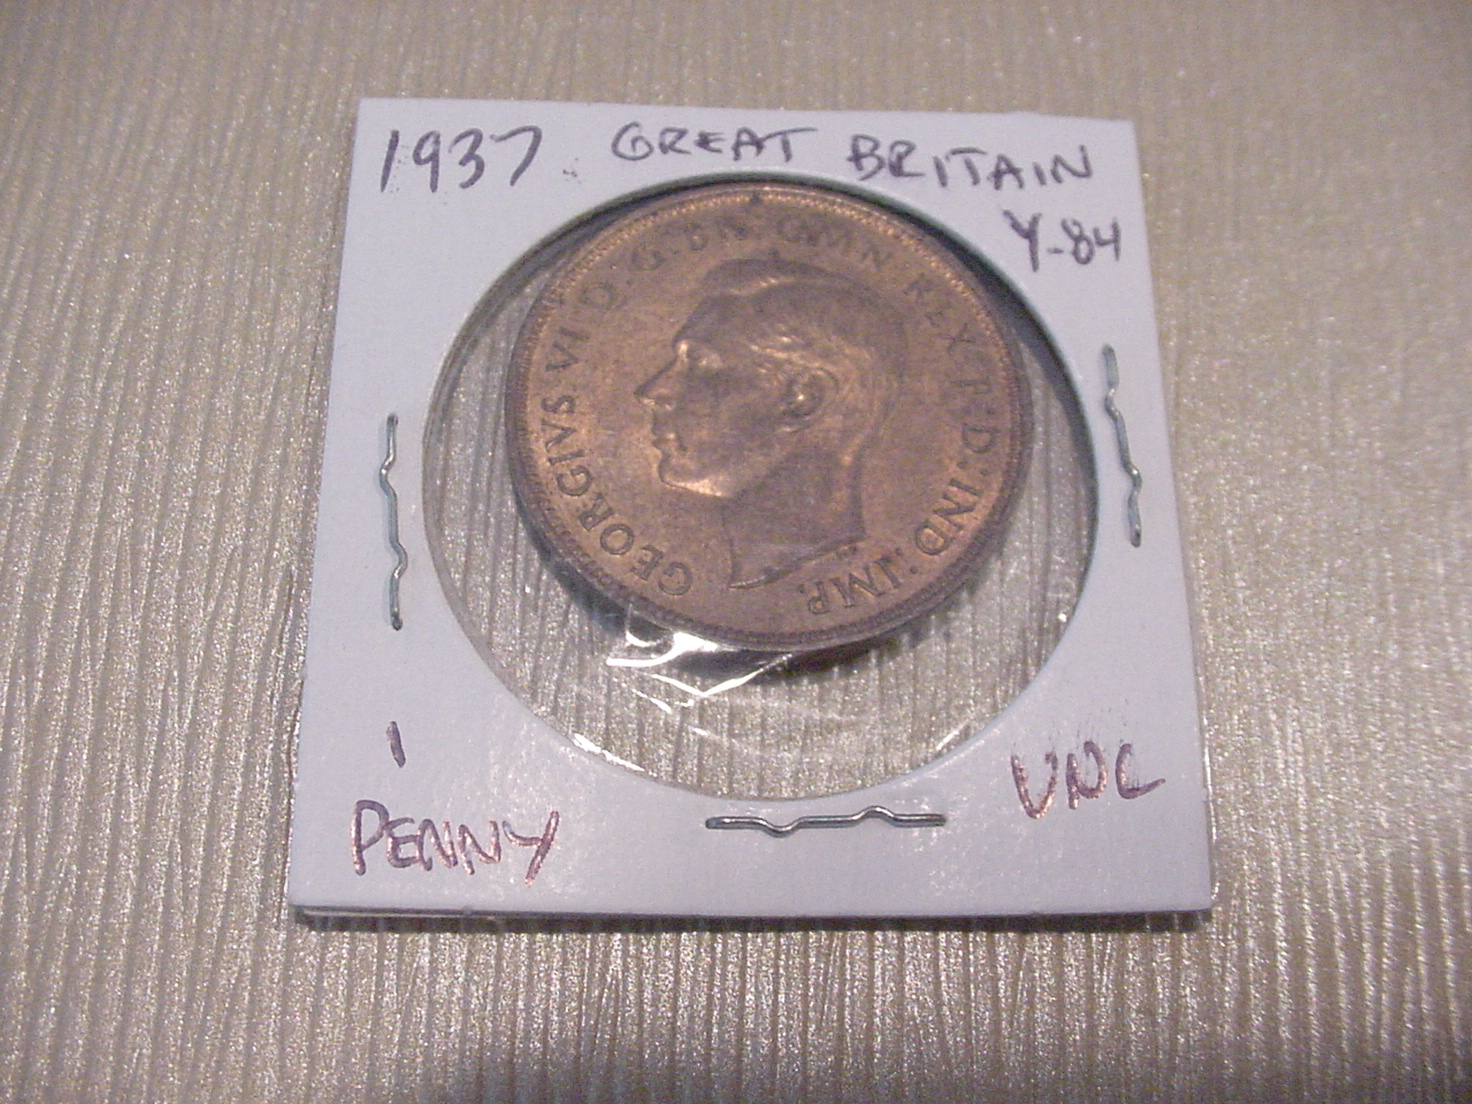 1937 GREAT BRITAIN
Y-84
GEORGIVS VI D:G:BR: OMN: REX F:D: IND: IMP.
1
PENNY
UNC